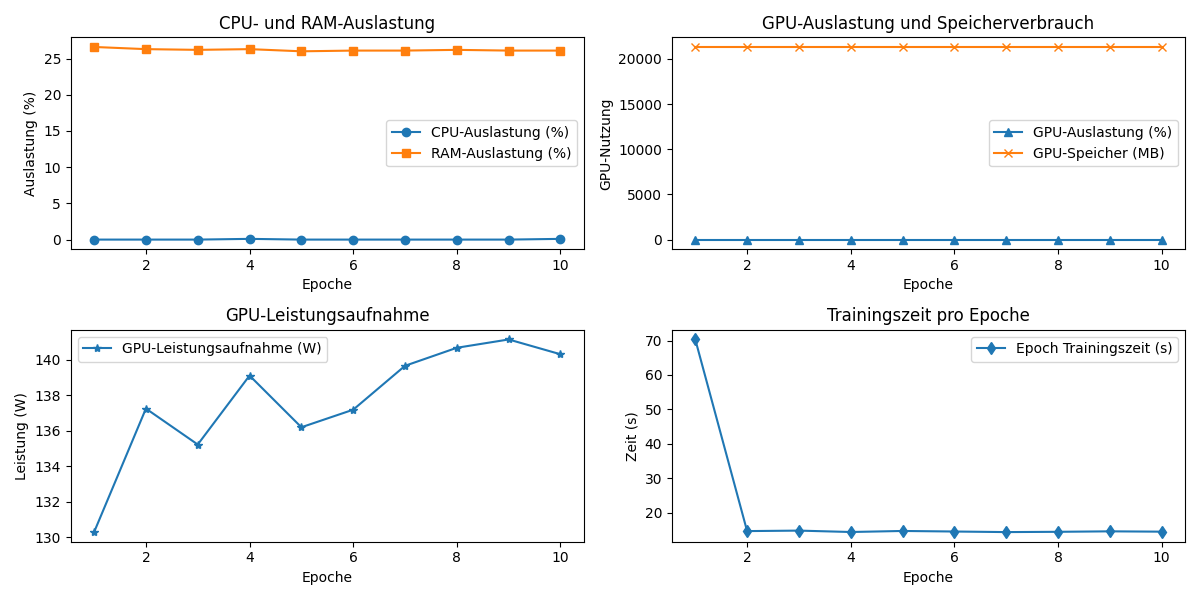 CPU- und RAM-Auslastung
Auslastung (%)
25
20
15
10
5
0
CPU-Auslastung (%)
RAM-Auslastung (%)
2 4 6 8 10
Epoche
GPU-Auslastung und Speicherverbrauch
GPU-Nutzung
20000
15000
10000
5000
0
GPU-Auslastung (%)
GPU-Speicher (MB)
2 4 6 8 10
Epoche
GPU-Leistungsaufnahme
Leistung (W)
GPU-Leistungsaufnahme (W)
140
138
136
134
132
130
2 4 6 8 10
Epoche
Trainingszeit pro Epoche
Zeit (s)
Epoch Trainingszeit (s)
70
60
50
40
30
20
2 4 6 8 10
Epoche